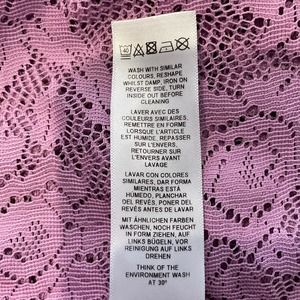 WASH WITH SIMILAR
COLOURS, RESHAPE
WHILST DAMP, IRON ON
REVERSE SIDE, TURN
INSIDE OUT BEFORE
CLEANING
LAVER AVEC DES
COULEURS SIMILAIRES,
REMETTRE EN FORME
LORSQUE L'ARTICLE
EST HUMIDE, REPASSER
SUR L'ENVERS,
RETOURNER SUR
L'ENVERS AVANT
LAVAGE
LAVAR CON COLORES
SIMILARES, DAR FORMA
MIENTRAS ESTÁ
HÚMEDO, PLANCHAR
DEL REVÉS, PONER DEL
REVÉS ANTES DE LAVAR
MIT ÄHNLICHEN FARBEN
WASCHEN, NOCH FEUCHT
IN FORM ZIEHEN, AUF
LINKS BÜGELN, VOR
REINIGUNG AUF LINKS
DREHEN
THINK OF THE
ENVIRONMENT WASH
AT 30°